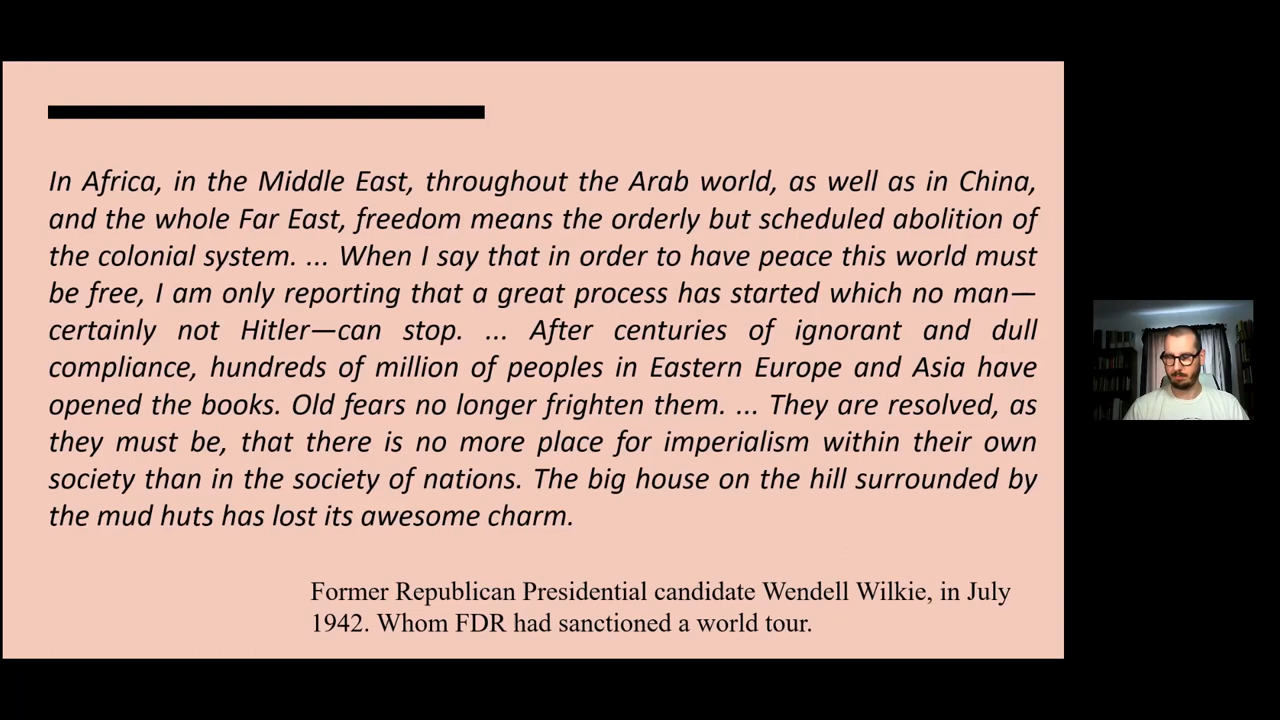 In Africa, in the Middle East, throughout the Arab world, as well as in China,
and the whole Far East, freedom means the orderly but scheduled abolition of
the colonial system. ... When I say that in order to have peace this world must
be free, I am only reporting that a great process has started which no man—
certainly not Hitler—can stop. ... After centuries of ignorant and dull
compliance, hundreds of million of peoples in Eastern Europe and Asia have
opened the books. Old fears no longer frighten them. ... They are resolved, as
they must be, that there is no more place for imperialism within their own
society than in the society of nations. The big house on the hill surrounded by
the mud huts has lost its awesome charm.
Former Republican Presidential candidate Wendell Wilkie, in July
1942. Whom FDR had sanctioned a world tour.